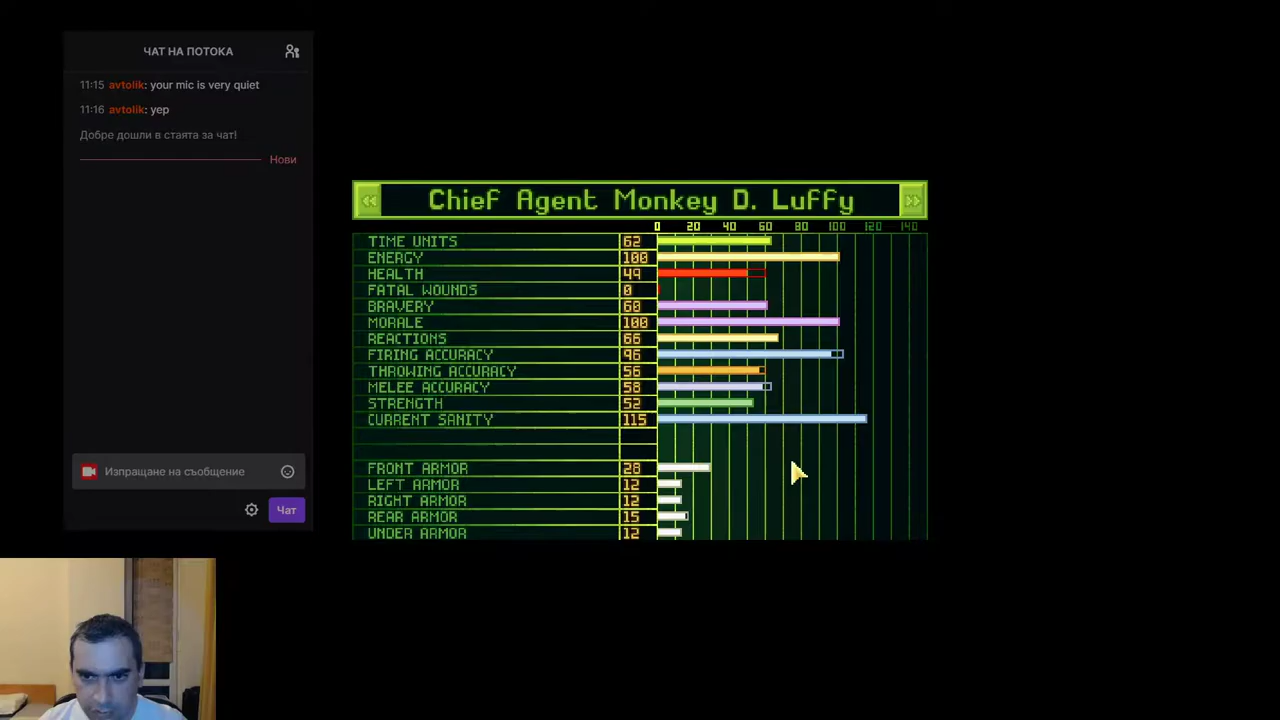 ЧАТ НА ПОТОКА
11:15 avtolik: your mic is very quiet
11:16 avtolik: yep
Добре дошли в стаята за чат!
Нови
Изпращане на съобщение
Чат
Chief Agent Monkey D. Luffy
0 20 40 60 80 100 120 140
TIME UNITS 62
ENERGY 100
HEALTH 49
FATAL WOUNDS 0
BRAVERY 60
MORALE 100
REACTIONS 66
FIRING ACCURACY 96
THROWING ACCURACY 56
MELEE ACCURACY 58
STRENGTH 52
CURRENT SANITY 115
FRONT ARMOR 28
LEFT ARMOR 12
RIGHT ARMOR 12
REAR ARMOR 15
UNDER ARMOR 12